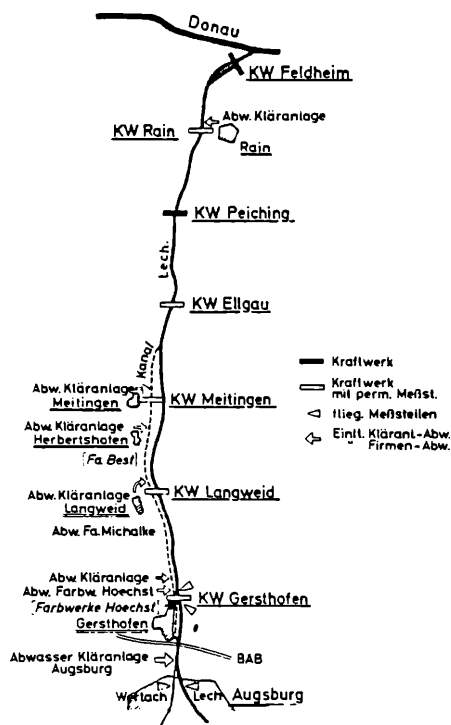 Donau
KW Feldheim
Abw. Kläranlage
KW Rain
Rain
KW Peiching
Lech.
KW Ellgau
Kanal
Abw. Kläranlage
Meitingen
KW Meitingen
Abw. Kläranlage
Herbertshofen
[Fa. Best]
Abw. Kläranlage
Langweid
KW Langweid
Abw. Fa. Michalke
Kraftwerk
Kraftwerk
mit perm. Meßst.
flieg. Meßstellen
Eintl. Kläranl.-Abw.
" Firmen-Abw.
Abw. Kläranlage
Abw. Farbw. Hoechst
[Farbwerke Hoechst]
KW Gersthofen
Gersthofen
BAB
Abwasser Kläranlage
Augsburg
Wertach
Lech
Augsburg